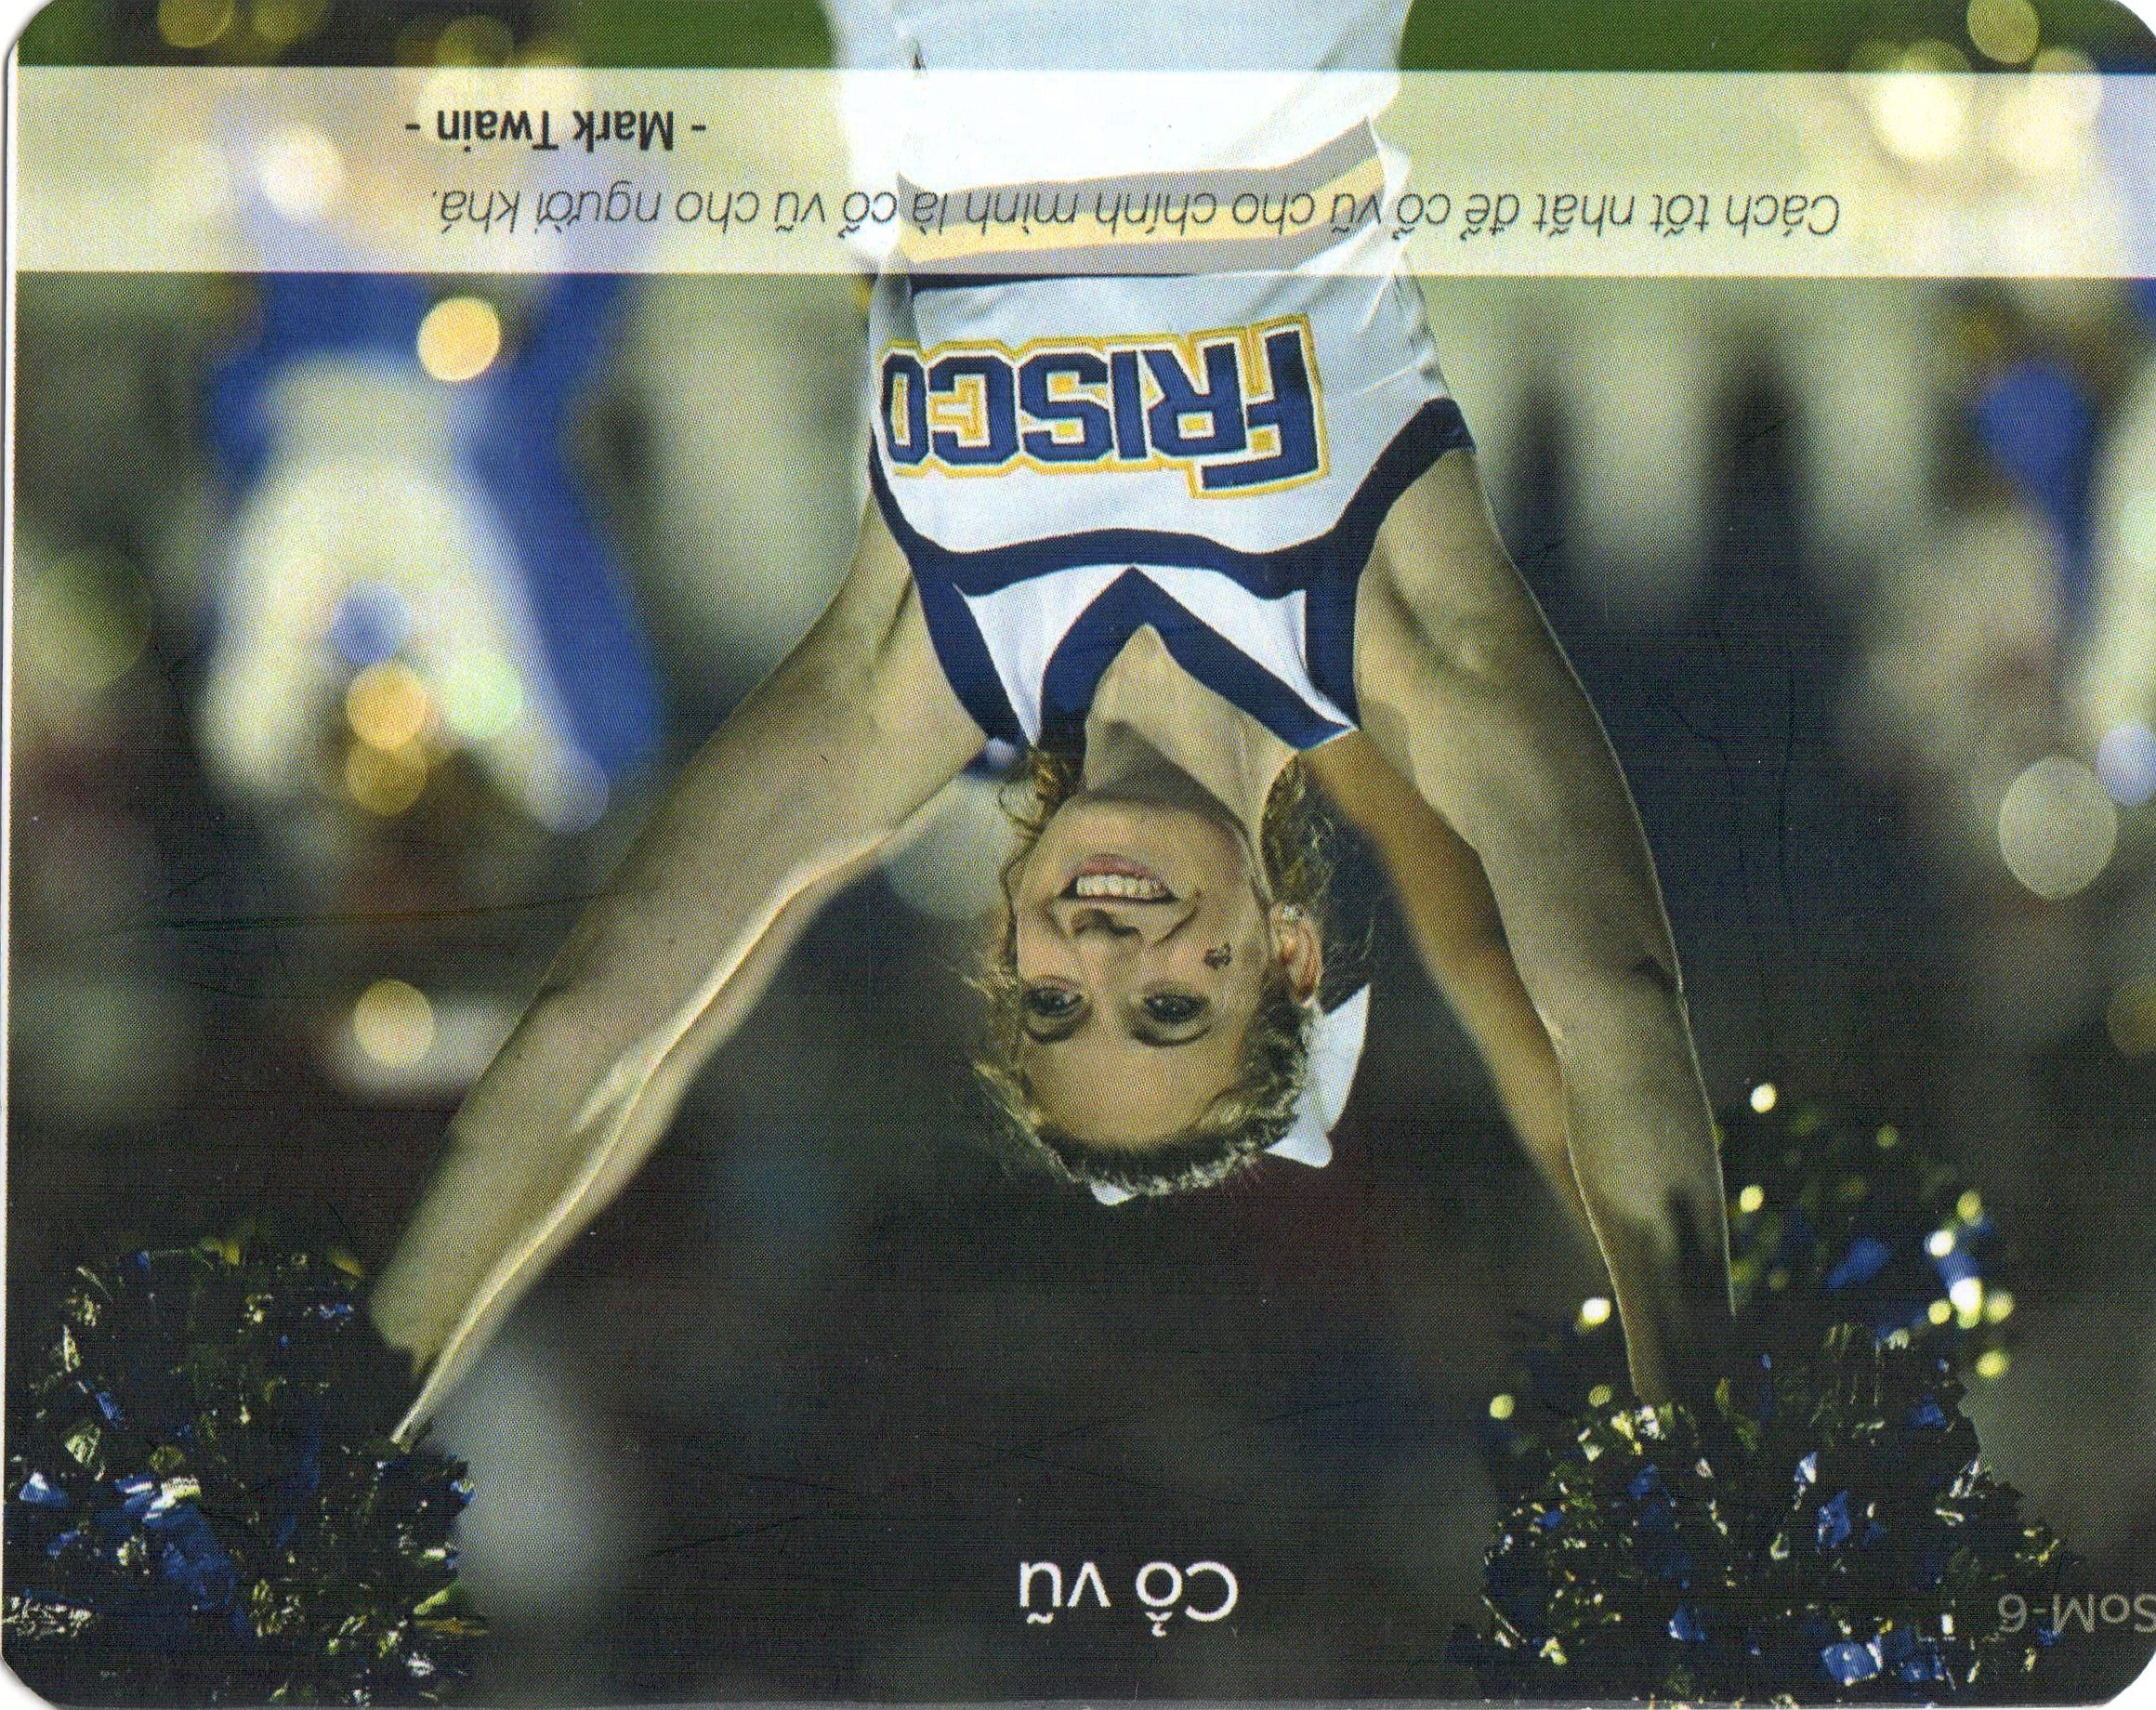 SoM-6
Cổ vũ
FRISCO
Cách tốt nhất để cổ vũ cho chính mình là cổ vũ cho người khá.
- Mark Twain -